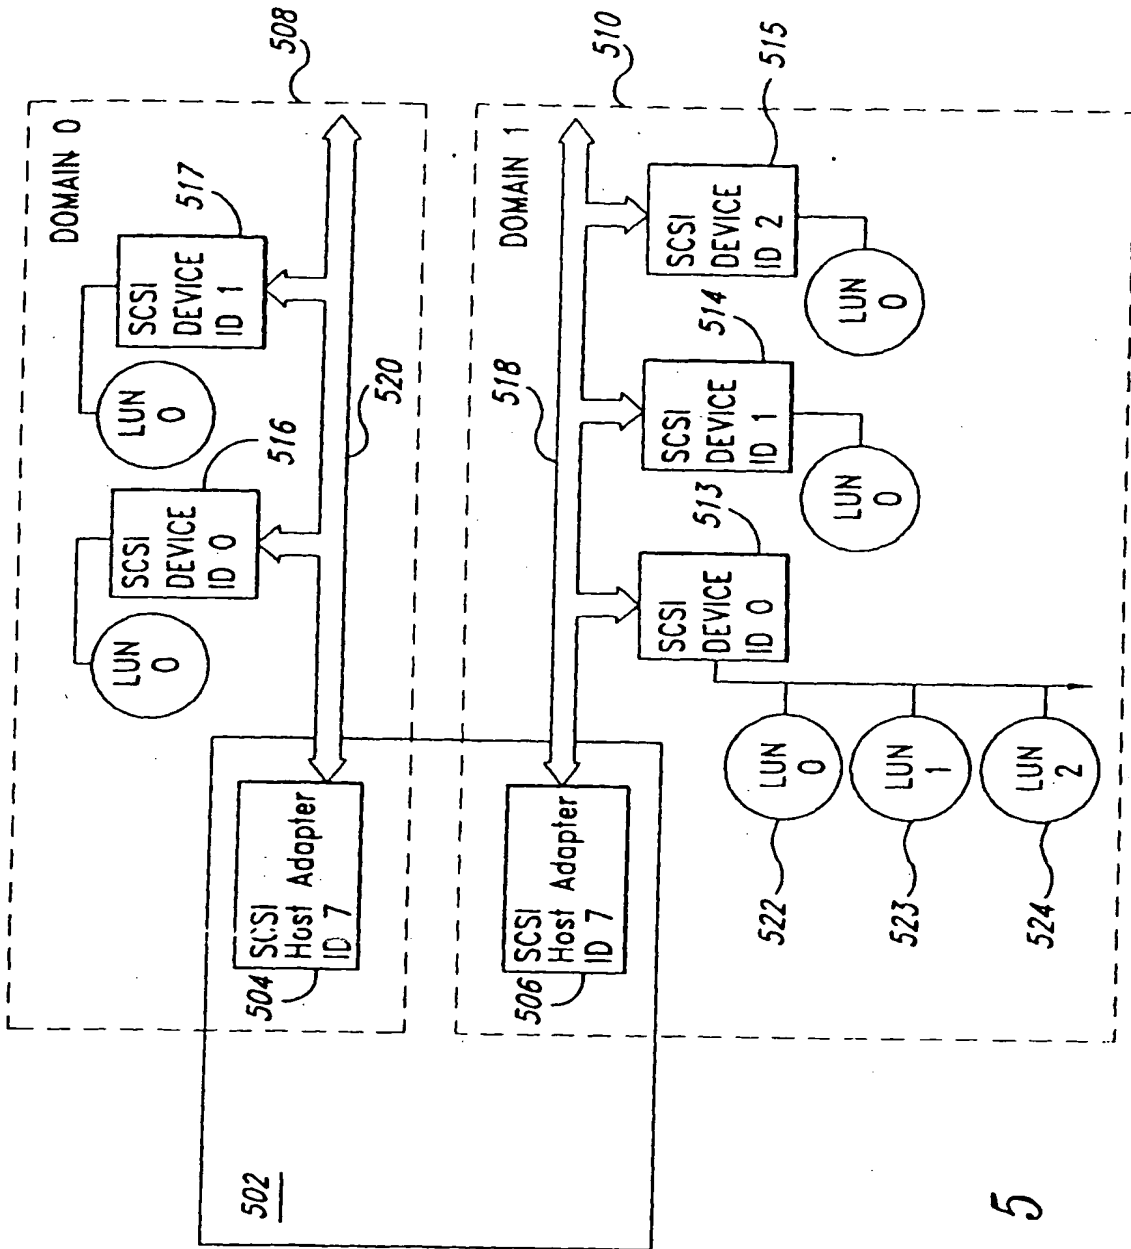 DOMAIN 0
508
SCSI
DEVICE
ID 1
517
LUN
0
SCSI
DEVICE
ID 0
516
LUN
0
520
SCSI
Host Adapter
ID 7
504
502
DOMAIN 1
510
518
SCSI
Host Adapter
ID 7
506
SCSI
DEVICE
ID 0
513
SCSI
DEVICE
ID 1
514
SCSI
DEVICE
ID 2
515
LUN
0
522
LUN
1
523
LUN
2
524
LUN
0
LUN
0
5